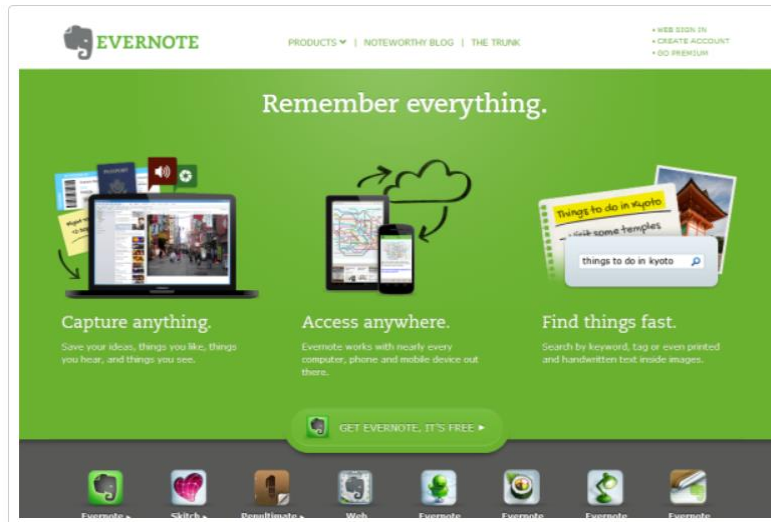 EVERNOTE
PRODUCTS | NOTEWORTHY BLOG | THE TRUNK
• WEB SIGN IN
• CREATE ACCOUNT
• GO PREMIUM
Remember everything.
PASSPORT
Things to do in Kyoto
visit some temples
things to do in kyoto
Capture anything.
Save your ideas, things you like, things
you hear, and things you see.
Access anywhere.
Evernote works with nearly every
computer, phone and mobile device out
there.
Find things fast.
Search by keyword, tag or even printed
and handwritten text inside images.
GET EVERNOTE, IT'S FREE ▸
Evernote ▸
Skitch ▸
Penultimate ▸
Web
Evernote
Evernote
Evernote
Evernote